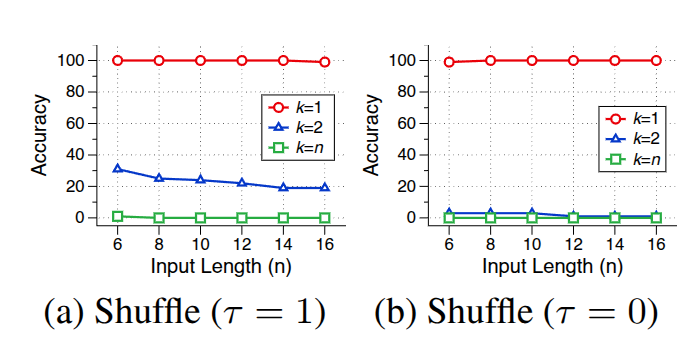 Accuracy
100
80
60
40
20
0
k=1
k=2
k=n
6 8 10 12 14 16
Input Length (n)
(a) Shuffle (τ = 1)
Accuracy
100
80
60
40
20
0
k=1
k=2
k=n
6 8 10 12 14 16
Input Length (n)
(b) Shuffle (τ = 0)